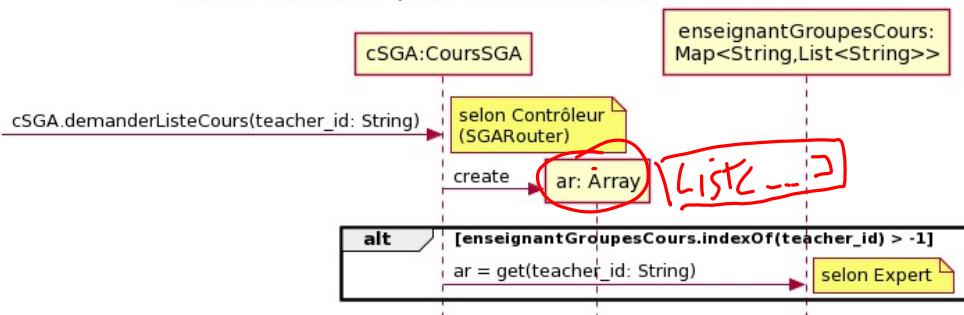 enseignantGroupesCours:
Map<String,List<String>>
cSGA:CoursSGA
cSGA.demanderListeCours(teacher_id: String)
selon Contrôleur
(SGARouter)
create
ar: Array
List<...>
alt [enseignantGroupesCours.indexOf(teacher_id) > -1]
ar = get(teacher_id: String)
selon Expert